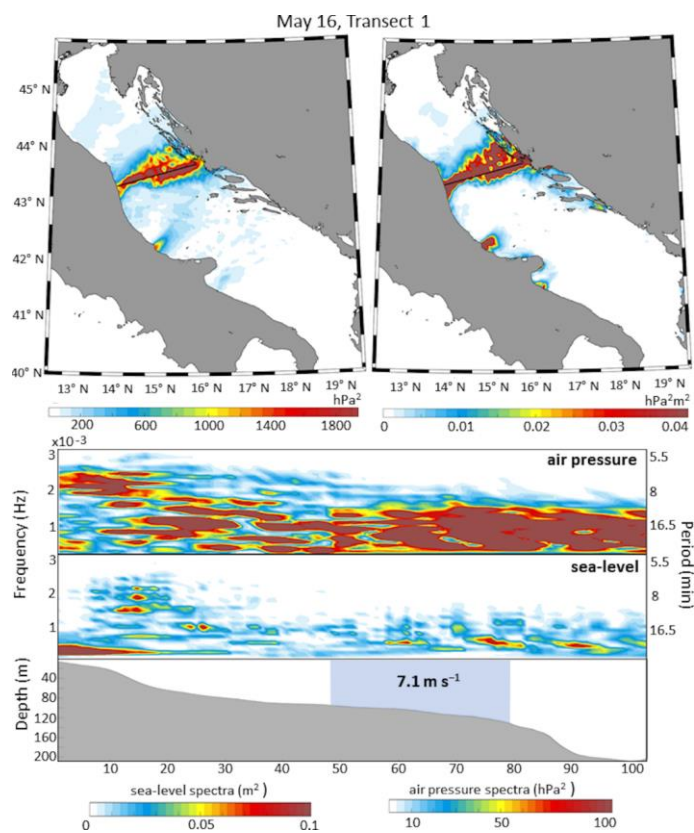 May 16, Transect 1
45° N
44° N
43° N
42° N
41° N
40° N
13° N 14° N 15° N 16° N 17° N 18° N 19° N
13° N 14° N 15° N 16° N 17° N 18° N 19° N
hPa²
hPa²m²
200 600 1000 1400 1800
0 0.01 0.02 0.03 0.04
x10⁻³
3
2
1
air pressure
5.5
8
16.5
Frequency (Hz)
Period (min)
3
2
1
sea-level
5.5
8
16.5
Depth (m)
40
80
120
160
200
7.1 m s⁻¹
10 20 30 40 50 60 70 80 90 100
sea-level spectra (m²)
air pressure spectra (hPa²)
0 0.05 0.1
10 50 100